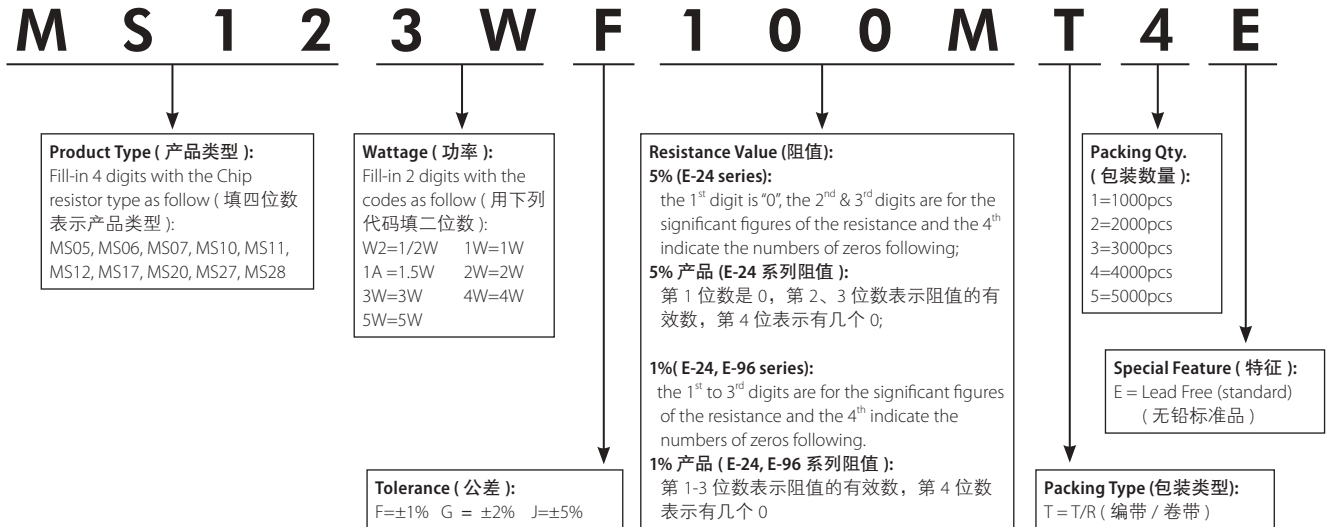 M S 1 2 3 W F 1 0 0 M T 4 E
Product Type ( 产品类型 ):
Fill-in 4 digits with the Chip
resistor type as follow ( 填四位数
表示产品类型 ):
MS05, MS06, MS07, MS10, MS11,
MS12, MS17, MS20, MS27, MS28
Wattage ( 功率 ):
Fill-in 2 digits with the
codes as follow ( 用下列
代码填二位数 ):
W2=1/2W 1W=1W
1A =1.5W 2W=2W
3W=3W 4W=4W
5W=5W
Tolerance ( 公差 ):
F=±1% G = ±2% J=±5%
Resistance Value (阻值):
5% (E-24 series):
the 1st digit is “0”, the 2nd & 3rd digits are for the
significant figures of the resistance and the 4th
indicate the numbers of zeros following;
5% 产品 (E-24 系列阻值 ):
第 1 位数是 0，第 2、3 位数表示阻值的有
效数，第 4 位表示有几个 0;
1%( E-24, E-96 series):
the 1st to 3rd digits are for the significant figures
of the resistance and the 4th indicate the
numbers of zeros following.
1% 产品 ( E-24, E-96 系列阻值 ):
第 1-3 位数表示阻值的有效数，第 4 位数
表示有几个 0
Packing Qty.
( 包装数量 ):
1=1000pcs
2=2000pcs
3=3000pcs
4=4000pcs
5=5000pcs
Special Feature ( 特征 ):
E = Lead Free (standard)
( 无铅标准品 )
Packing Type (包装类型):
T = T/R ( 编带 / 卷带 )